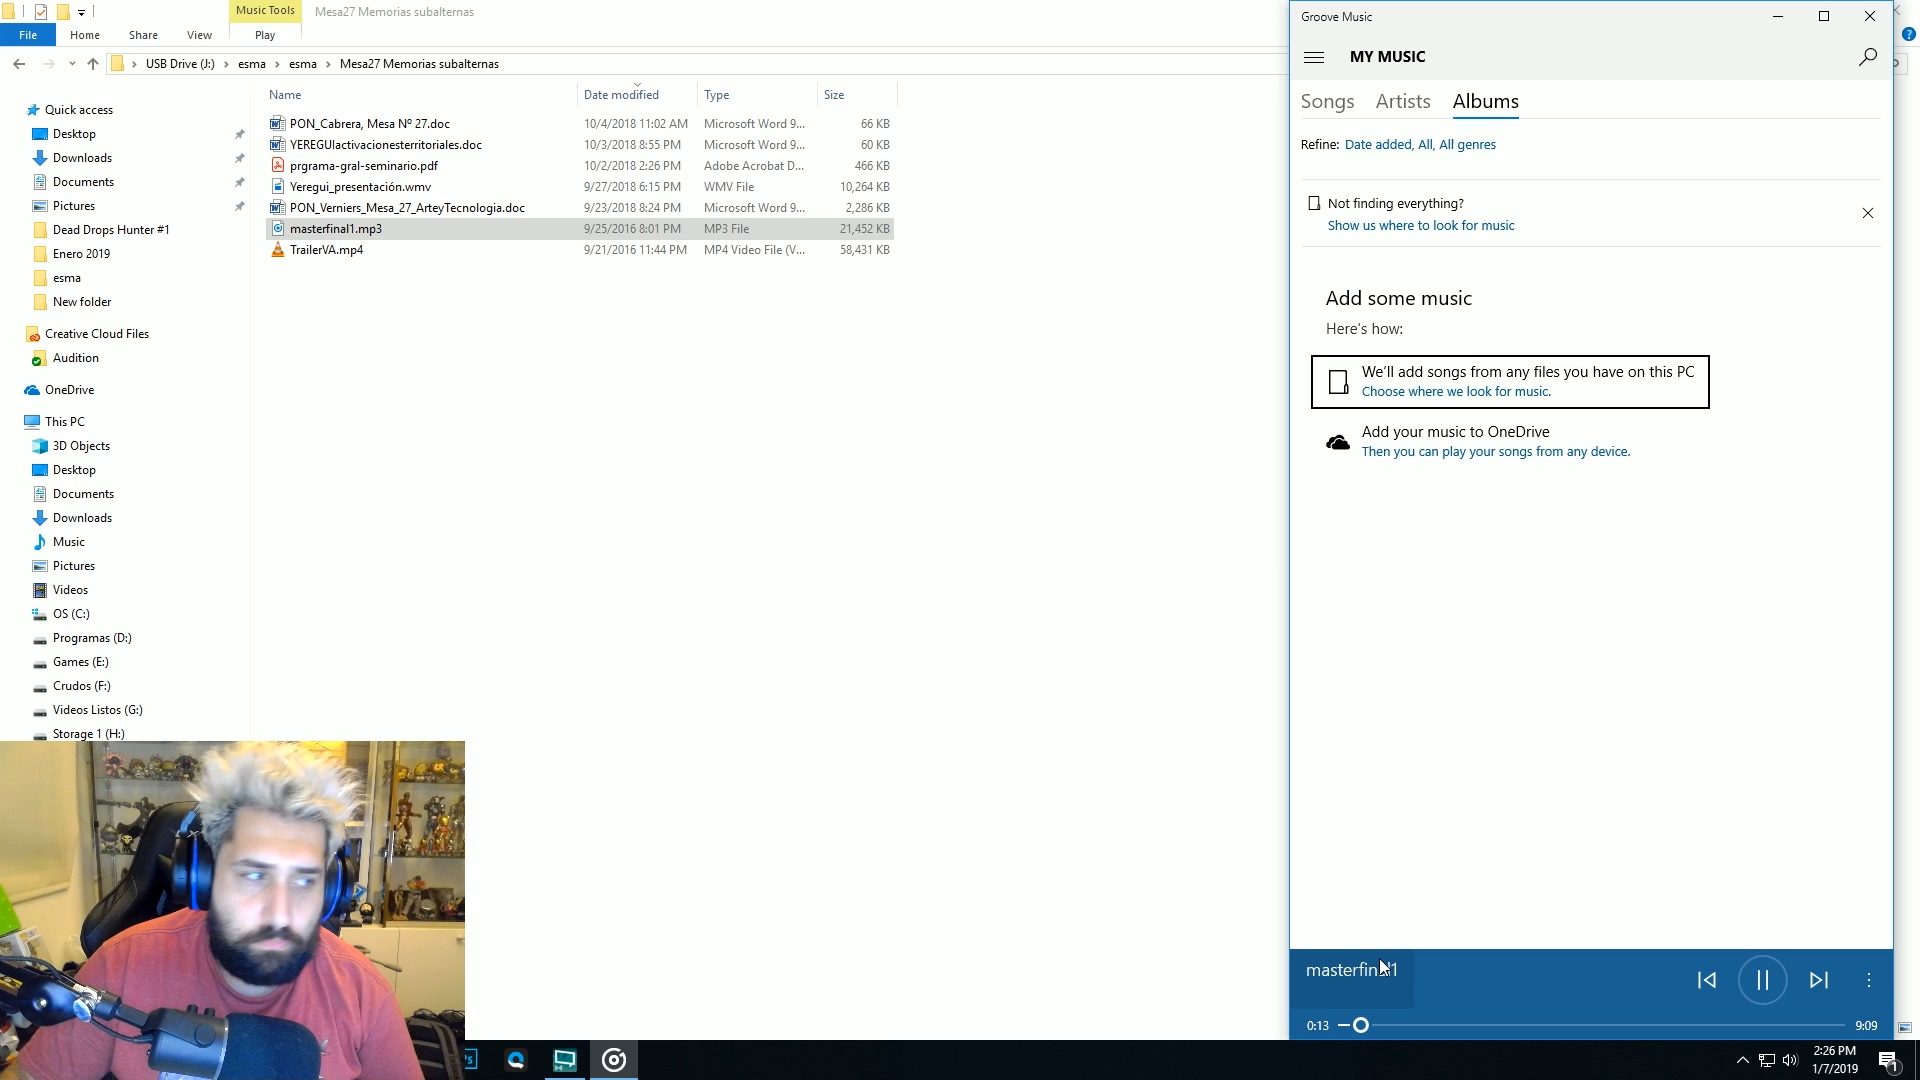 Music Tools
Mesa27 Memorias subalternas
File
Home
Share
View
Play
USB Drive (J:)
esma
esma
Mesa27 Memorias subalternas
Name
Date modified
Type
Size
PON_Cabrera, Mesa Nº 27.doc 10/4/2018 11:02 AM Microsoft Word 9... 66 KB
YEREGUIactivacionesterritoriales.doc 10/3/2018 8:55 PM Microsoft Word 9... 60 KB
prgrama-gral-seminario.pdf 10/2/2018 2:26 PM Adobe Acrobat D... 466 KB
Yeregui_presentación.wmv 9/27/2018 6:15 PM WMV File 10,264 KB
PON_Verniers_Mesa_27_ArteyTecnologia.doc 9/23/2018 8:24 PM Microsoft Word 9... 2,286 KB
masterfinal1.mp3 9/25/2016 8:01 PM MP3 File 21,452 KB
TrailerVA.mp4 9/21/2016 11:44 PM MP4 Video File (V... 58,431 KB
Quick access
Desktop
Downloads
Documents
Pictures
Dead Drops Hunter #1
Enero 2019
esma
New folder
Creative Cloud Files
Audition
OneDrive
This PC
3D Objects
Desktop
Documents
Downloads
Music
Pictures
Videos
OS (C:)
Programas (D:)
Games (E:)
Crudos (F:)
Videos Listos (G:)
Storage 1 (H:)
Groove Music
MY MUSIC
Songs
Artists
Albums
Refine: Date added, All, All genres
Not finding everything?
Show us where to look for music
Add some music
Here's how:
We'll add songs from any files you have on this PC
Choose where we look for music.
Add your music to OneDrive
Then you can play your songs from any device.
masterfinal1
0:13
9:09
2:26 PM
1/7/2019
1